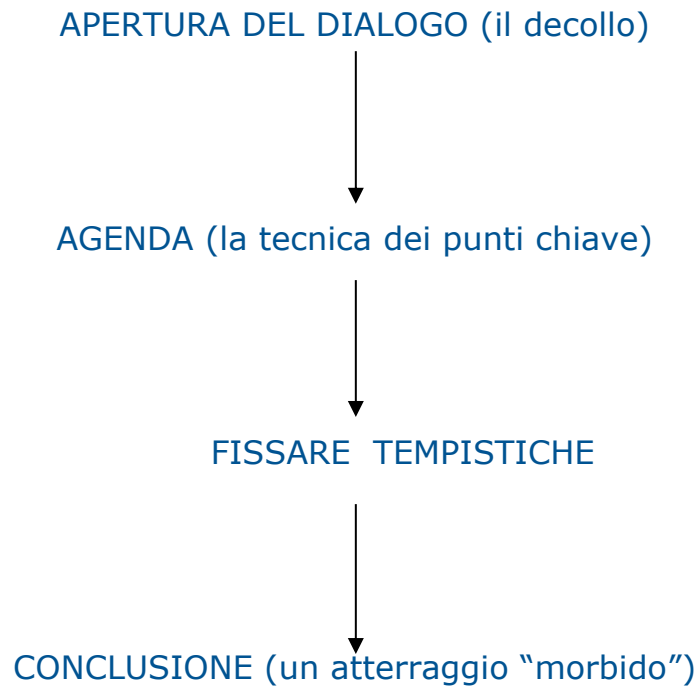 APERTURA DEL DIALOGO (il decollo)
AGENDA (la tecnica dei punti chiave)
FISSARE TEMPISTICHE
CONCLUSIONE (un atterraggio “morbido”)